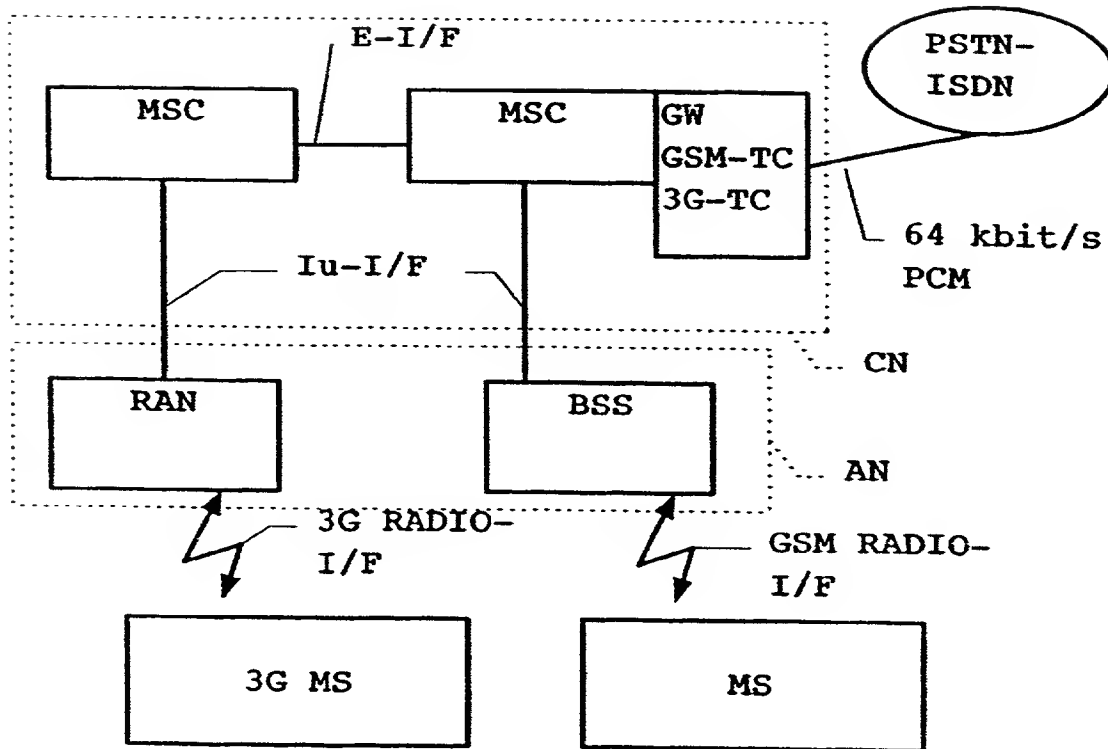 E-I/F
PSTN-
ISDN
MSC
MSC
GW
GSM-TC
3G-TC
64 kbit/s
PCM
Iu-I/F
CN
RAN
BSS
AN
3G RADIO-
I/F
GSM RADIO-
I/F
3G MS
MS